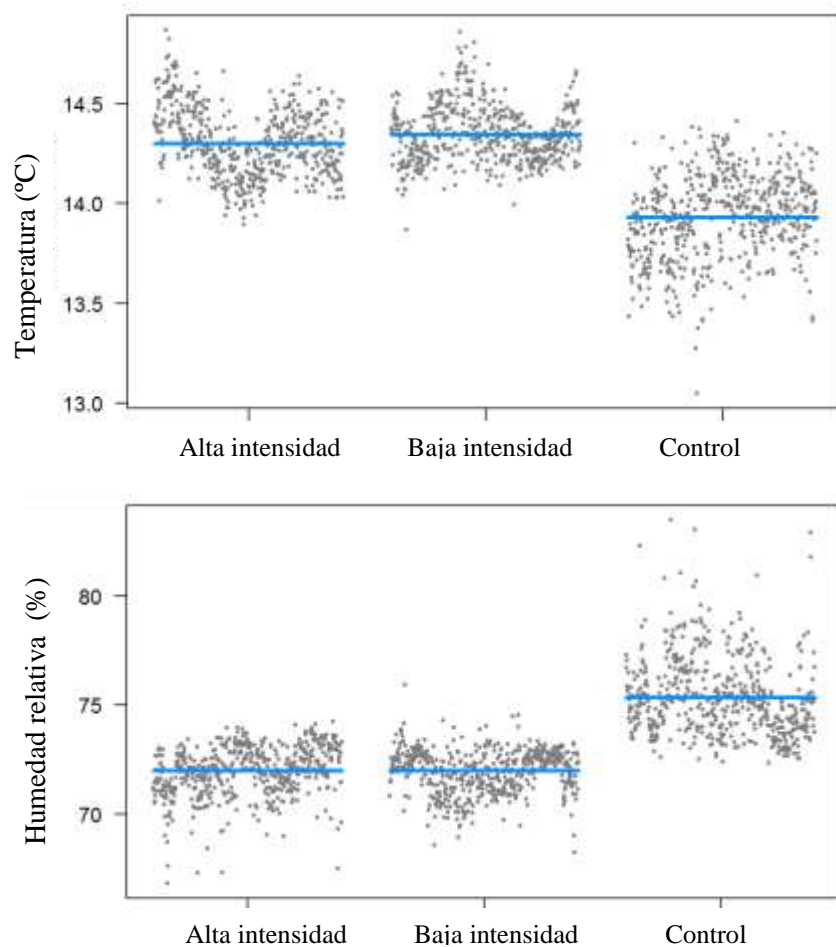 Temperatura (ºC)
14.5
14.0
13.5
13.0
Alta intensidad
Baja intensidad
Control
Humedad relativa (%)
80
75
70
Alta intensidad
Baja intensidad
Control